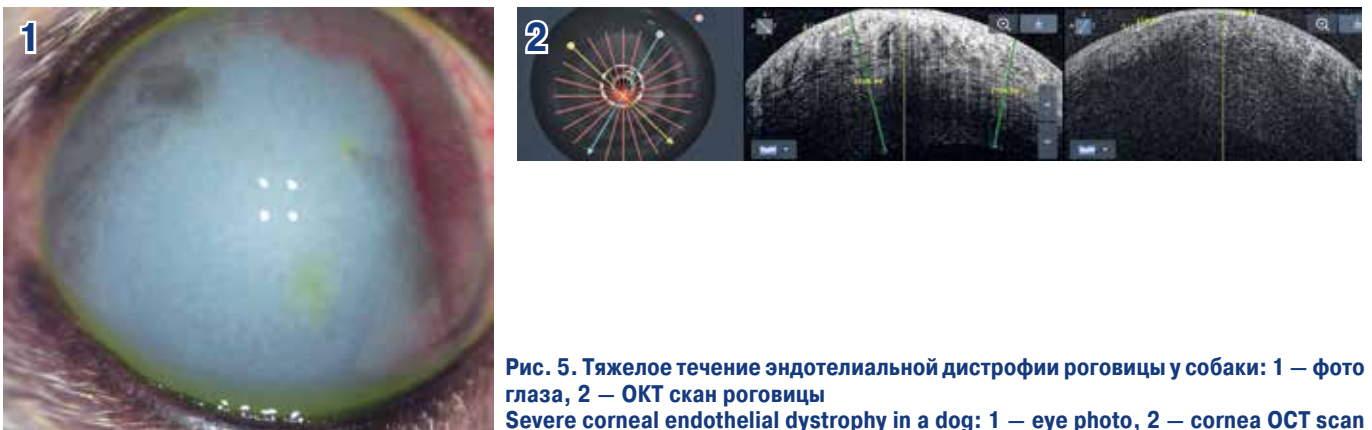 1
2
Рис. 5. Тяжелое течение эндотелиальной дистрофии роговицы у собаки: 1 — фото
глаза, 2 — ОКТ скан роговицы
Severe corneal endothelial dystrophy in a dog: 1 — eye photo, 2 — cornea OCT scan